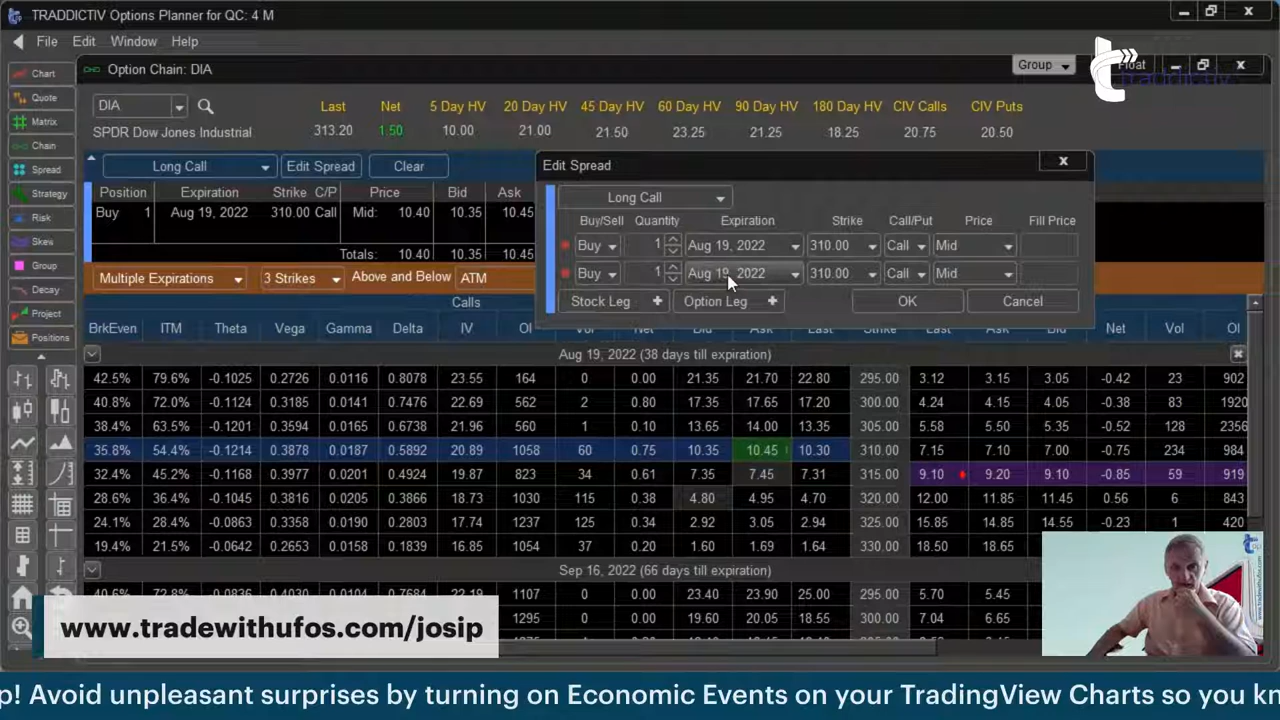 TRADDICTIV Options Planner for QC: 4 M
File Edit Window Help
Option Chain: DIA
Group
Float
Chart
Quote
Matrix
Chain
Spread
Strategy
Risk
Skew
Group
Decay
Project
Positions
DIA
Last Net 5 Day HV 20 Day HV 45 Day HV 60 Day HV 90 Day HV 180 Day HV CIV Calls CIV Puts
SPDR Dow Jones Industrial 313.20 1.50 10.00 21.00 21.50 23.25 21.25 18.25 20.75 20.50
Long Call Edit Spread Clear
Position Expiration Strike C/P Price Bid Ask
Buy 1 Aug 19, 2022 310.00 Call Mid: 10.40 10.35 10.45
Totals: 10.40 10.35 10.45
Multiple Expirations 3 Strikes Above and Below ATM
Edit Spread
Long Call
Buy/Sell Quantity Expiration Strike Call/Put Price Fill Price
Buy 1 Aug 19, 2022 310.00 Call Mid
Buy 1 Aug 19, 2022 310.00 Call Mid
Stock Leg + Option Leg + OK Cancel
Calls
BrkEven ITM Theta Vega Gamma Delta IV OI Vol Net Bid Ask Last Strike Last Ask Bid Net Vol OI
Aug 19, 2022 (38 days till expiration)
42.5% 79.6% -0.1025 0.2726 0.0116 0.8078 23.55 164 0 0.00 21.35 21.70 22.80 295.00 3.12 3.15 3.05 -0.42 23 902
40.8% 72.0% -0.1124 0.3185 0.0141 0.7476 22.69 562 2 0.80 17.35 17.65 17.20 300.00 4.24 4.15 4.05 -0.38 83 1920
38.4% 63.5% -0.1201 0.3594 0.0165 0.6738 21.96 560 1 0.10 13.65 14.00 13.35 305.00 5.58 5.50 5.35 -0.52 128 2356
35.8% 54.4% -0.1214 0.3878 0.0187 0.5892 20.89 1058 60 0.75 10.35 10.45 10.30 310.00 7.15 7.10 7.00 -0.75 234 984
32.4% 45.2% -0.1168 0.3977 0.0201 0.4924 19.87 823 34 0.61 7.35 7.45 7.31 315.00 9.10 9.20 9.10 -0.85 59 919
28.6% 36.4% -0.1045 0.3816 0.0205 0.3866 18.73 1030 115 0.38 4.80 4.95 4.70 320.00 12.00 11.85 11.45 0.56 6 843
24.1% 28.4% -0.0863 0.3358 0.0190 0.2803 17.74 1237 125 0.34 2.92 3.05 2.94 325.00 15.85 14.85 14.55 -0.23 1 420
19.4% 21.5% -0.0642 0.2653 0.0158 0.1839 16.85 1054 37 0.20 1.60 1.69 1.64 330.00 18.50 18.65
Sep 16, 2022 (66 days till expiration)
40.6% 72.8% -0.0836 0.4030 0.0104 0.7684 22.19 1107 0 0.00 23.40 23.90 25.00 295.00 5.70 5.45
1295 0 0.00 19.60 20.05 18.55 300.00 7.04 6.65
www.tradewithufos.com/josip
p! Avoid unpleasant surprises by turning on Economic Events on your TradingView Charts so you kn